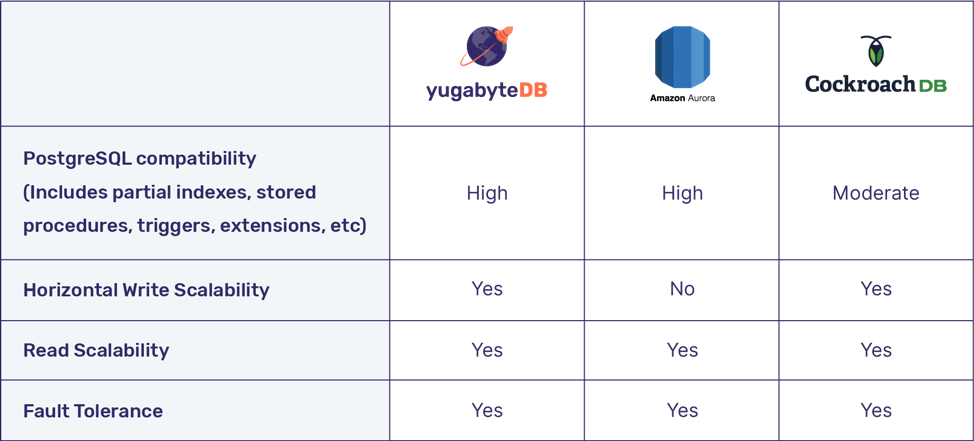 yugabyteDB
Amazon Aurora
CockroachDB
PostgreSQL compatibility
(Includes partial indexes, stored
procedures, triggers, extensions, etc)
High
High
Moderate
Horizontal Write Scalability
Yes
No
Yes
Read Scalability
Yes
Yes
Yes
Fault Tolerance
Yes
Yes
Yes